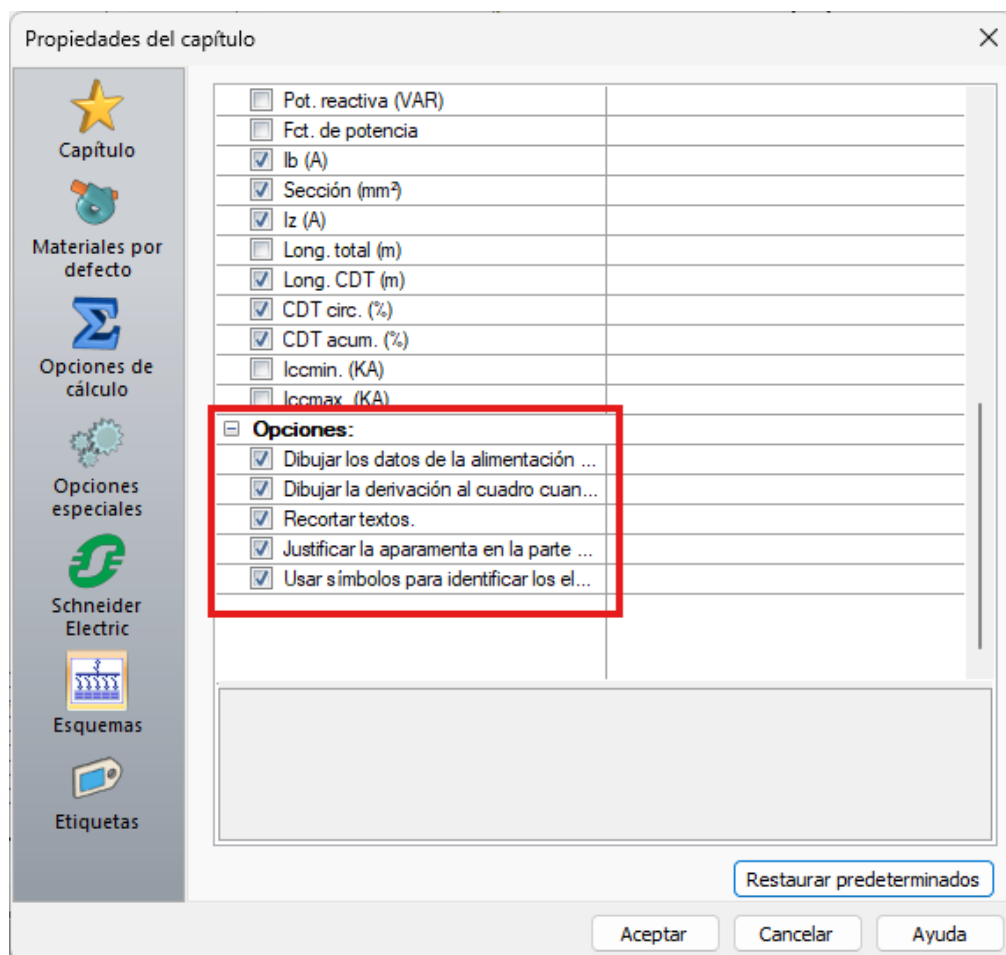 Propiedades del capítulo
Capítulo
Materiales por
defecto
Opciones de
cálculo
Opciones
especiales
Schneider
Electric
Esquemas
Etiquetas
Pot. reactiva (VAR)
Fct. de potencia
Ib (A)
Sección (mm²)
Iz (A)
Long. total (m)
Long. CDT (m)
CDT circ. (%)
CDT acum. (%)
Iccmin. (KA)
Iccmax. (KA)
Opciones:
Dibujar los datos de la alimentación ...
Dibujar la derivación al cuadro cuan...
Recortar textos.
Justificar la aparamenta en la parte ...
Usar símbolos para identificar los el...
Restaurar predeterminados
Aceptar
Cancelar
Ayuda